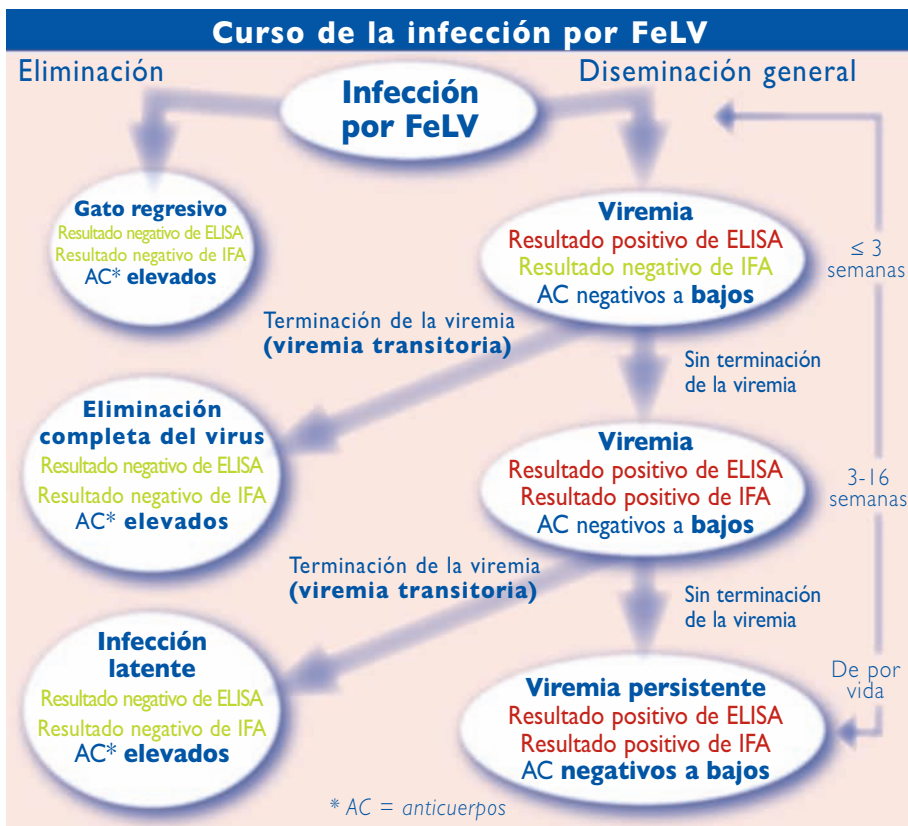 Curso de la infección por FeLV
Eliminación
Diseminación general
Infección
por FeLV
Gato regresivo
Resultado negativo de ELISA
Resultado negativo de IFA
AC* elevados
Viremia
Resultado positivo de ELISA
Resultado negativo de IFA
AC negativos a bajos
≤ 3
semanas
Terminación de la viremia
(viremia transitoria)
Sin terminación
de la viremia
Eliminación
completa del virus
Resultado negativo de ELISA
Resultado negativo de IFA
AC* elevados
Viremia
Resultado positivo de ELISA
Resultado positivo de IFA
AC negativos a bajos
3-16
semanas
Terminación de la viremia
(viremia transitoria)
Sin terminación
de la viremia
Infección
latente
Resultado negativo de ELISA
Resultado negativo de IFA
AC* elevados
Viremia persistente
Resultado positivo de ELISA
Resultado positivo de IFA
AC negativos a bajos
De por
vida
* AC = anticuerpos